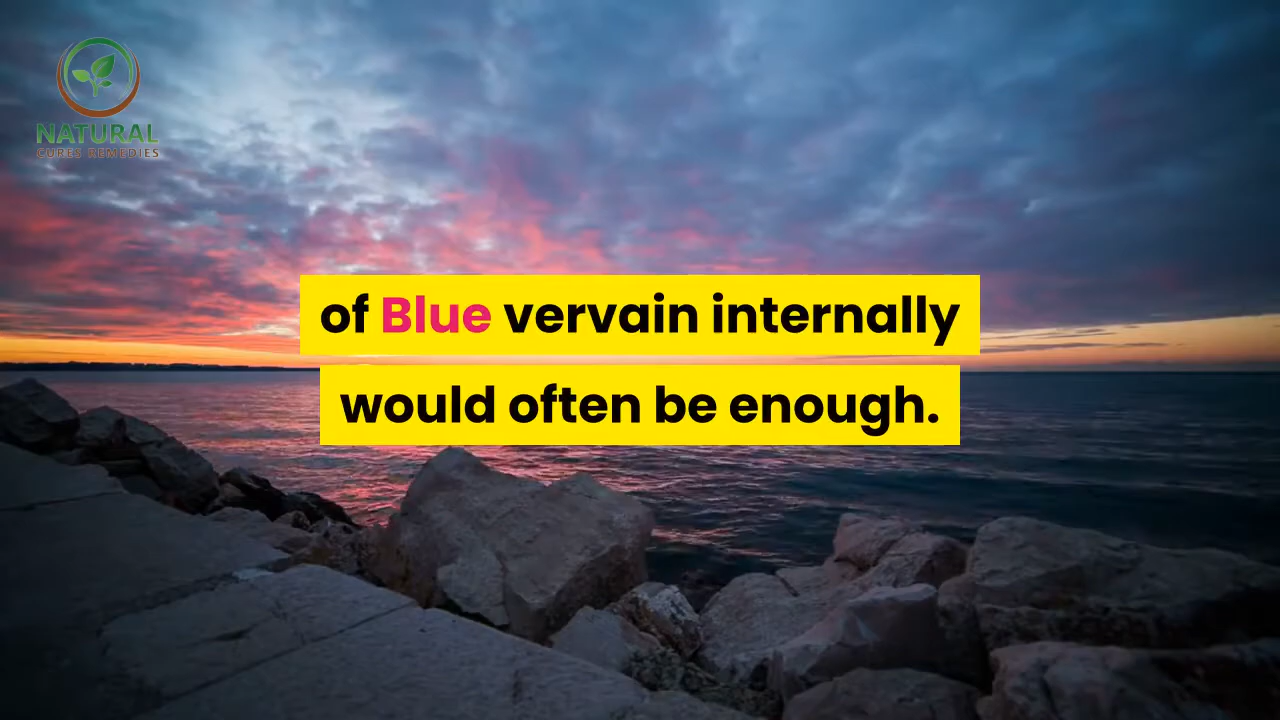 NATURAL
CURES REMEDIES
of Blue vervain internally
would often be enough.